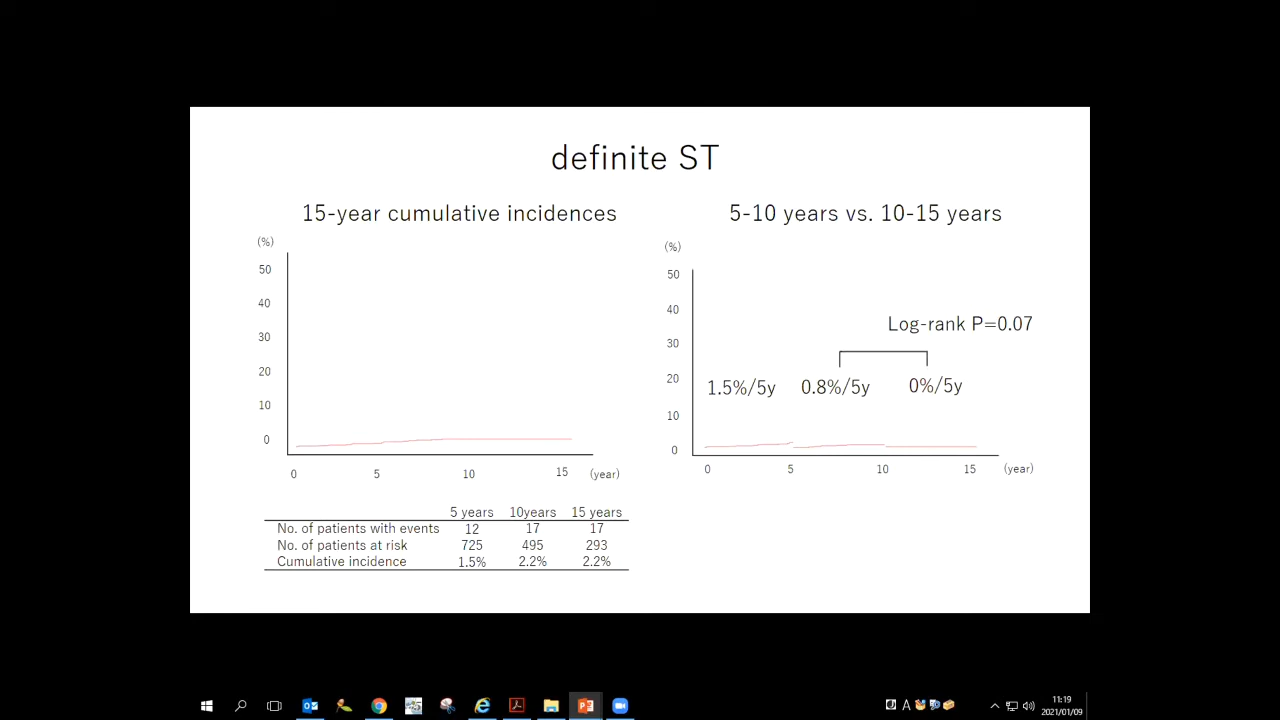 definite ST
15-year cumulative incidences
(%)
50
40
30
20
10
0
0 5 10 15 (year)
5 years 10years 15 years
No. of patients with events 12 17 17
No. of patients at risk 725 495 293
Cumulative incidence 1.5% 2.2% 2.2%
5-10 years vs. 10-15 years
(%)
50
40
30
20
10
0
Log-rank P=0.07
1.5%/5y 0.8%/5y 0%/5y
0 5 10 15 (year)
A
11:19
2021/01/09